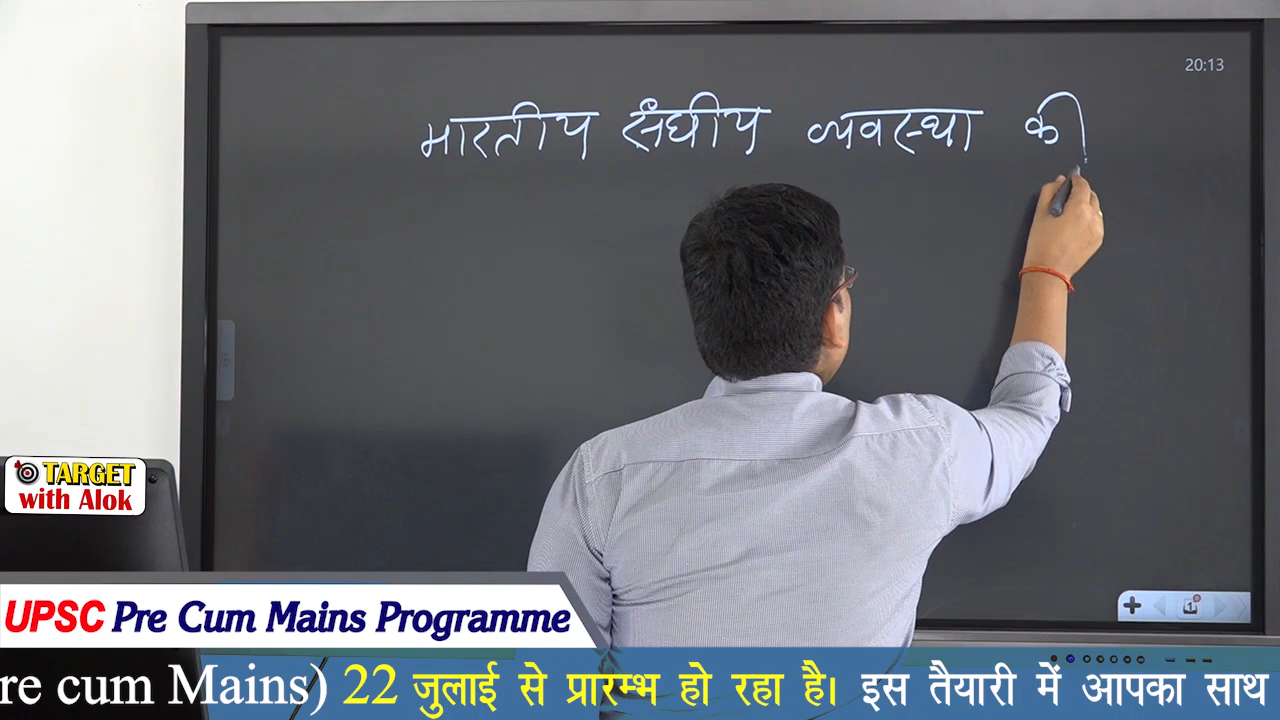 20:13
भारतीय संघीय व्यवस्था की
TARGET
with Alok
UPSC Pre Cum Mains Programme
re cum Mains) 22 जुलाई से प्रारम्भ हो रहा है। इस तैयारी में आपका साथ